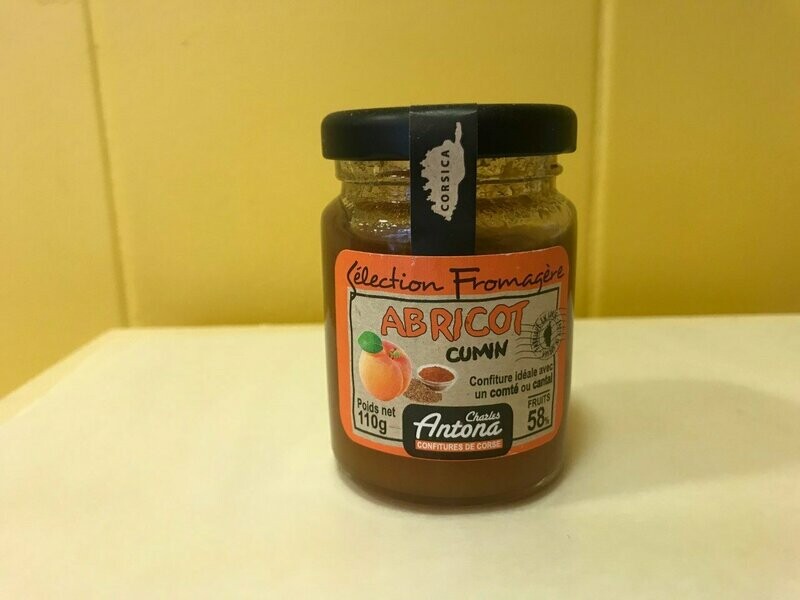 CORSICA
Sélection Fromagère
ABRICOT
CUMIN
Confiture idéale avec
un comté ou cantal
Poids net
110g
FRUITS
58%
Charles
Antona
CONFITURES DE CORSE